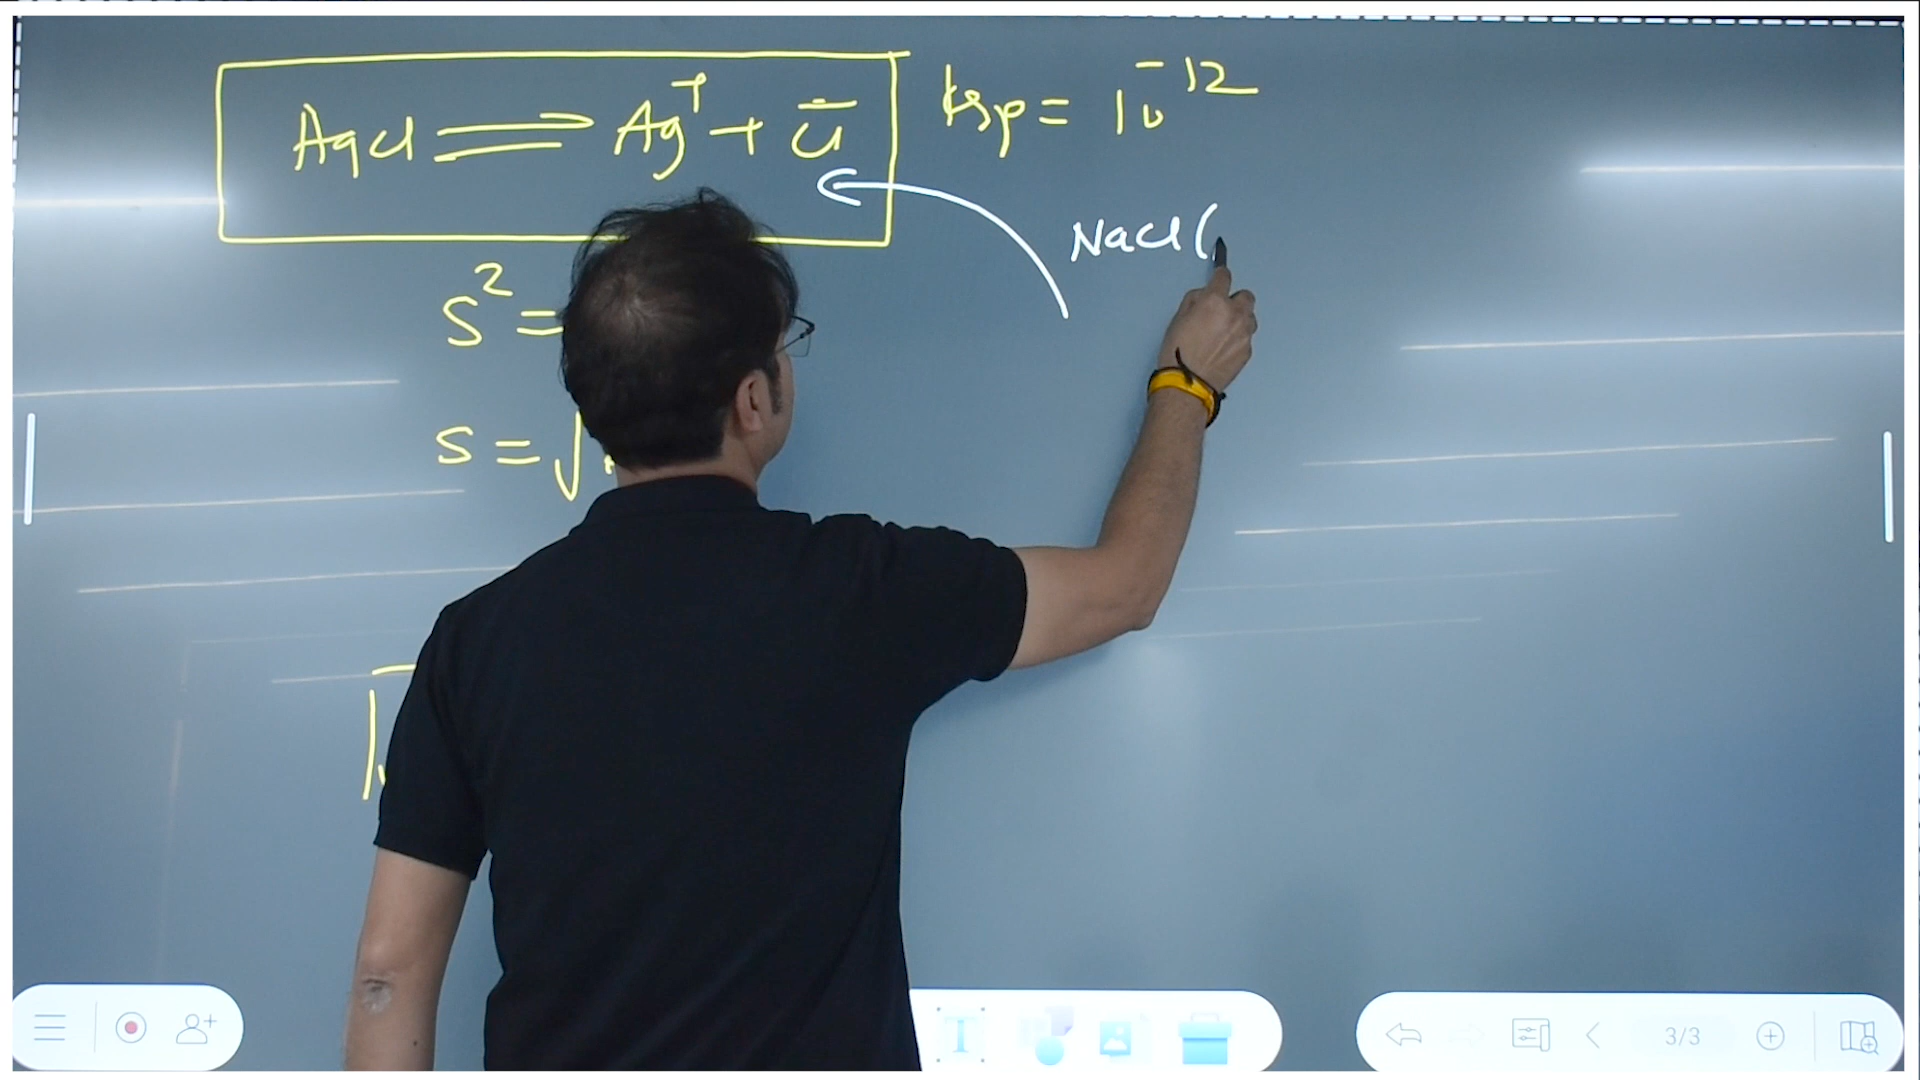 AgCl ⇌ Ag⁺ + Cl⁻ Ksp = 10⁻¹²
NaCl (
S² =
S = √
3/3